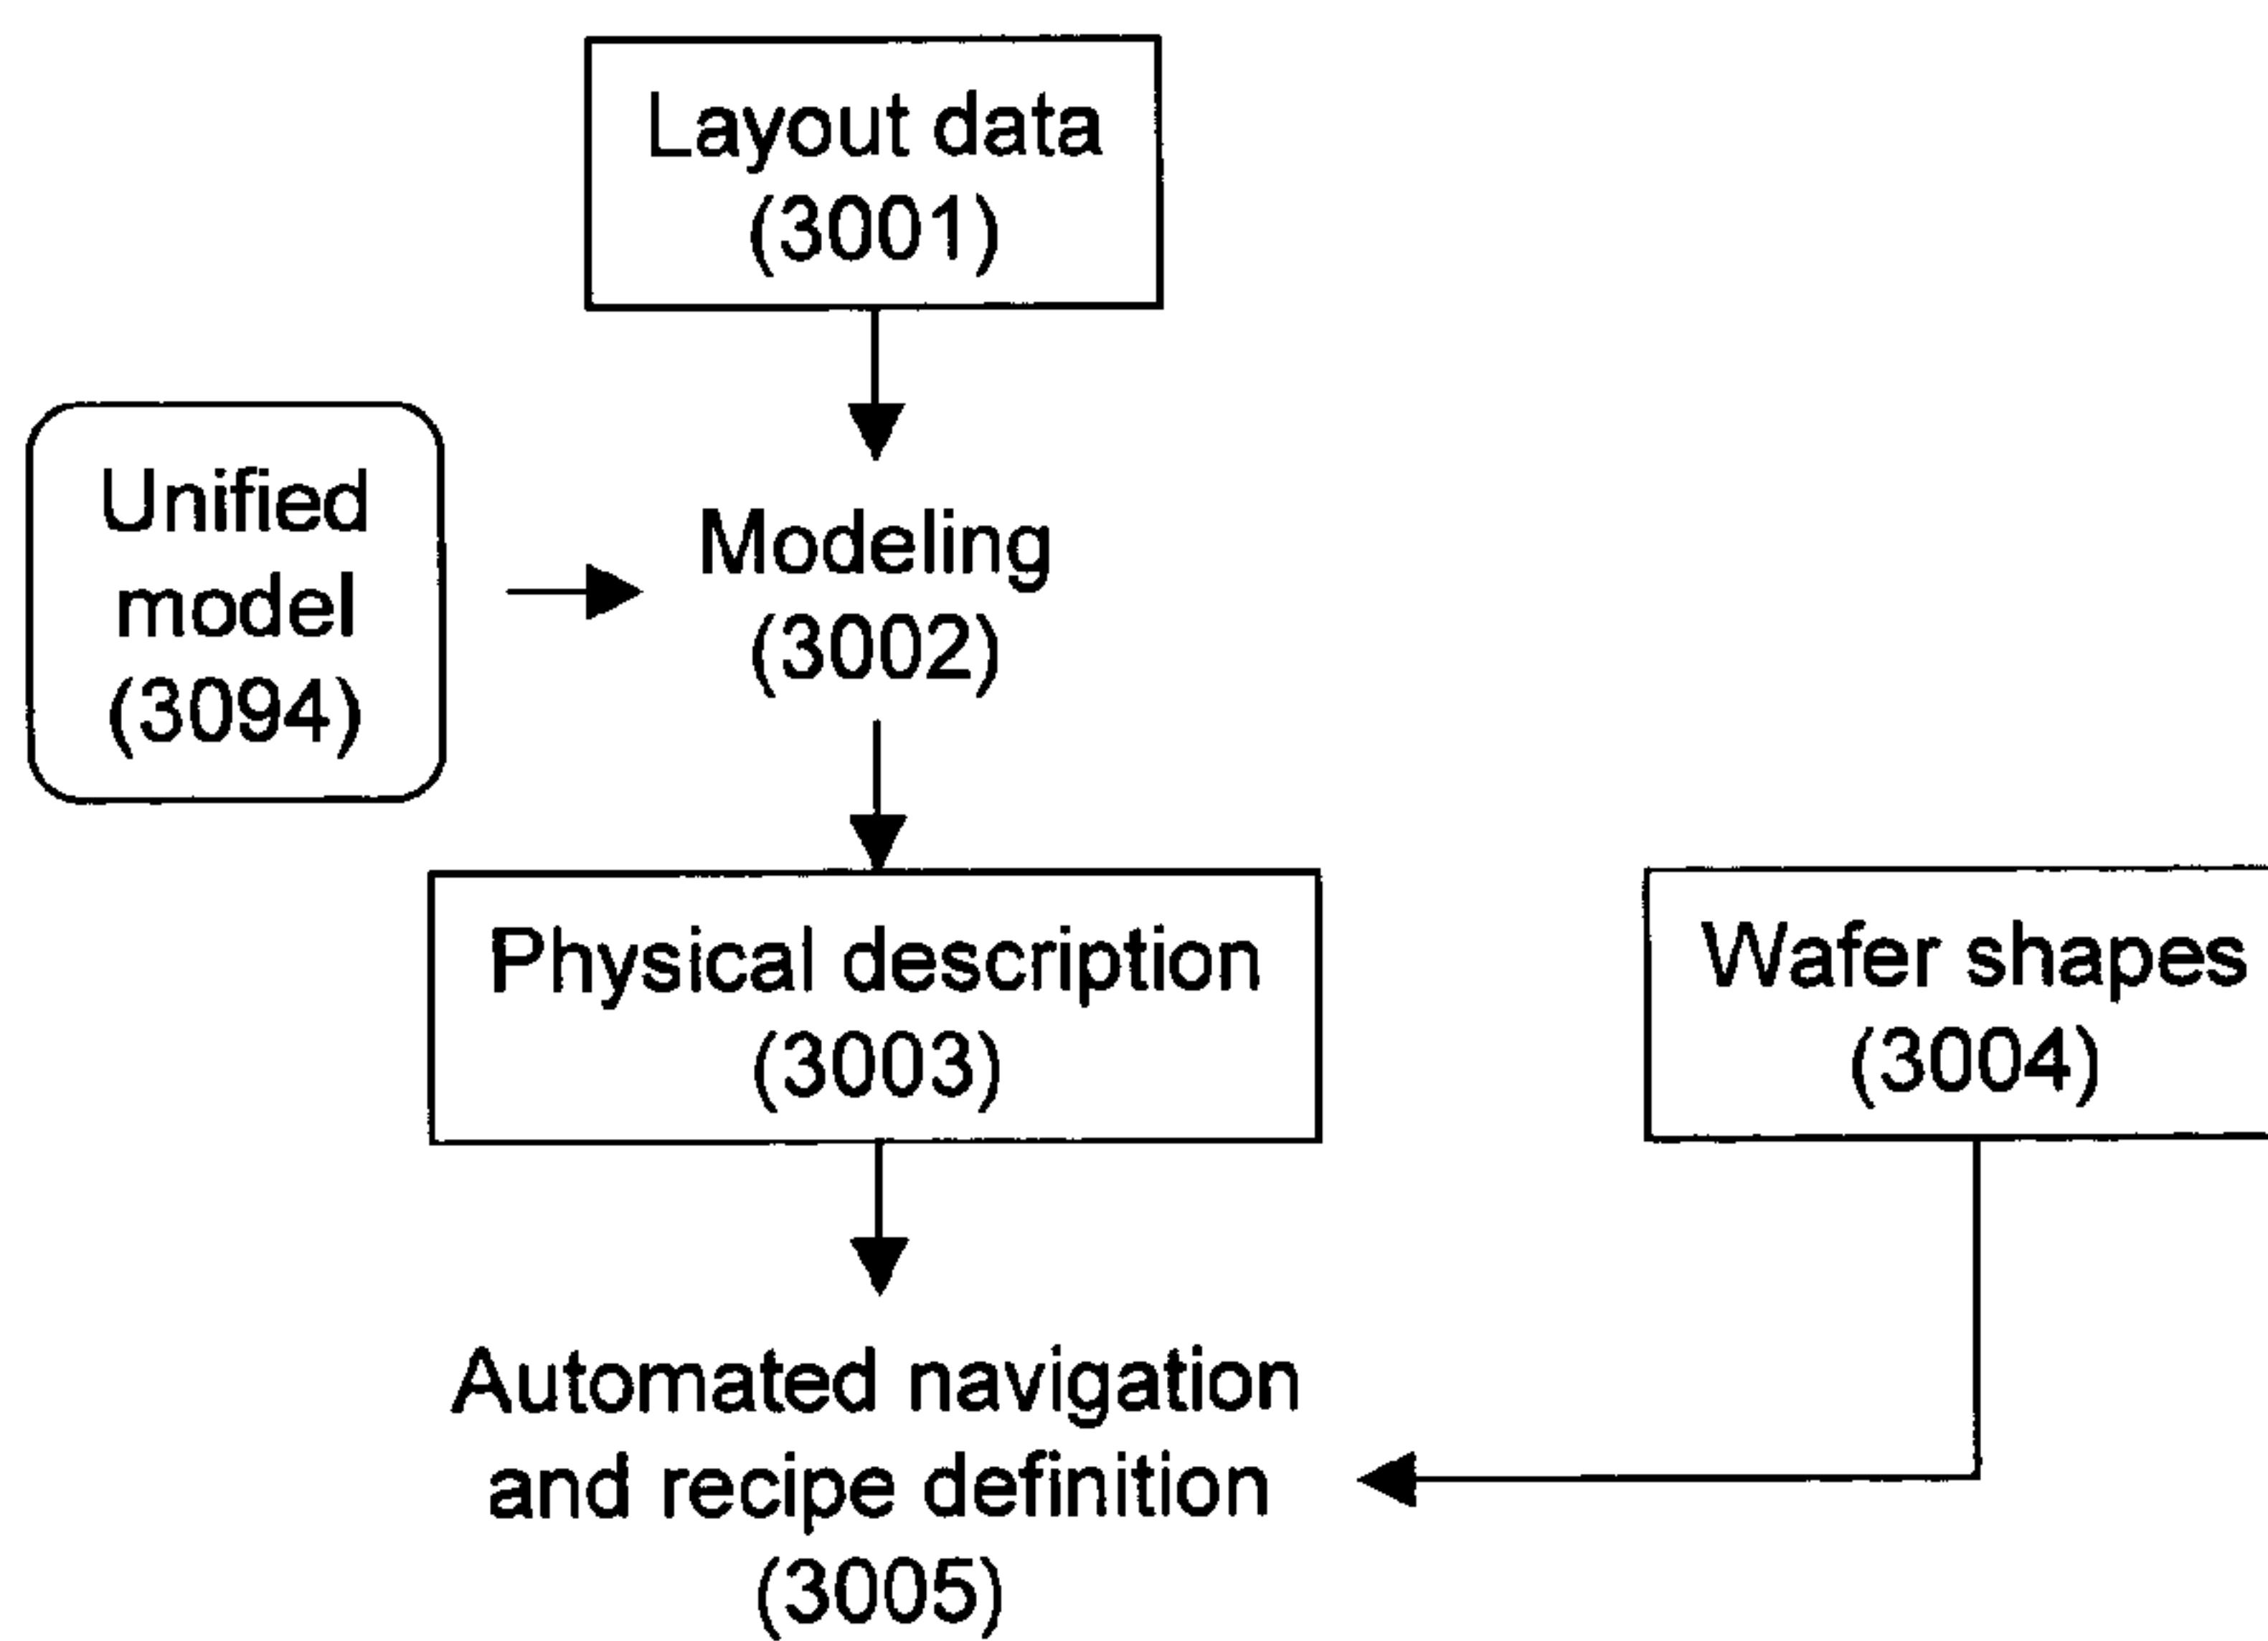 Layout data
(3001)
Unified
model
(3094)
Modeling
(3002)
Physical description
(3003)
Wafer shapes
(3004)
Automated navigation
and recipe definition
(3005)